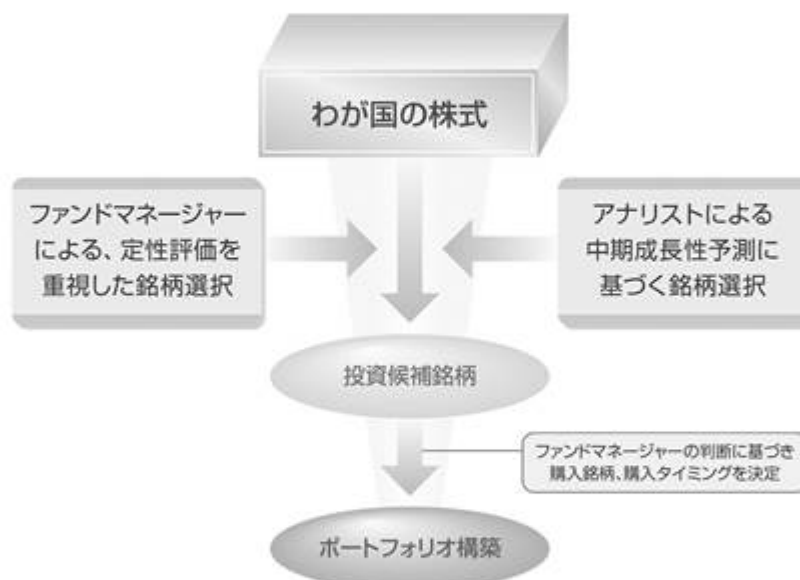 わが国の株式
ファンドマネージャー
による、定性評価を
重視した銘柄選択
アナリストによる
中期成長性予測に
基づく銘柄選択
投資候補銘柄
ファンドマネージャーの判断に基づき
購入銘柄、購入タイミングを決定
ポートフォリオ構築